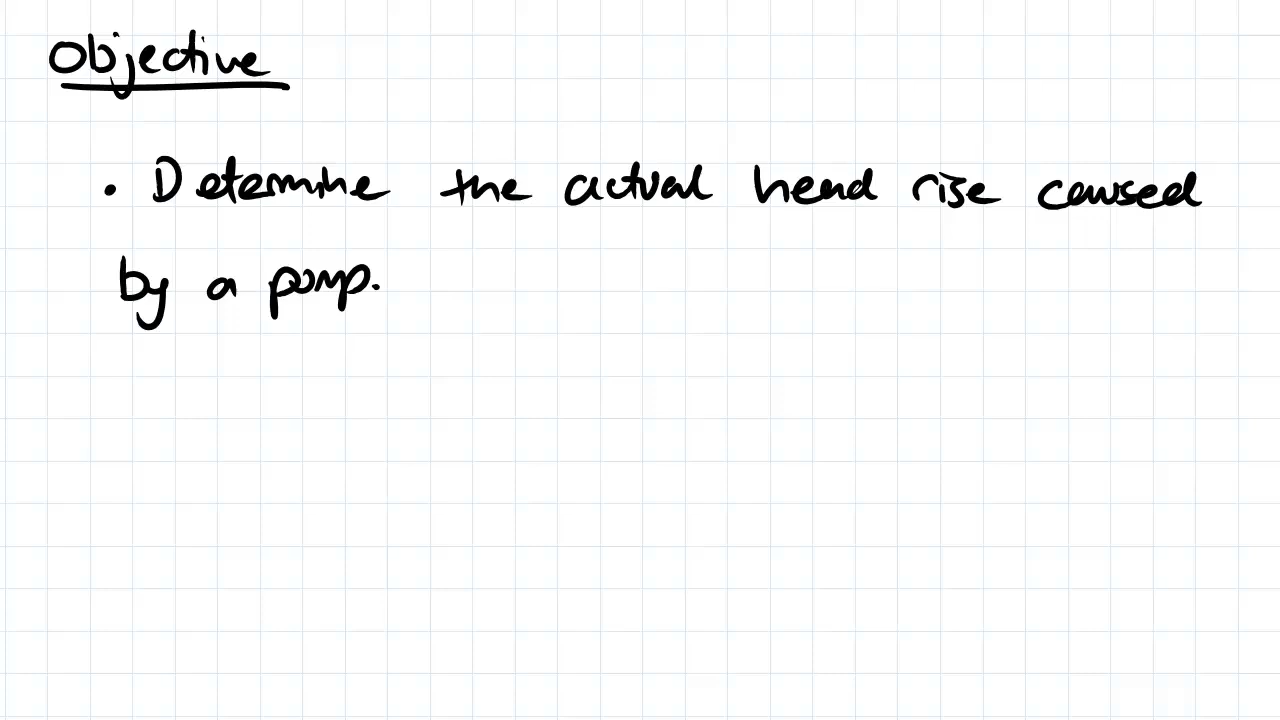 Objective
• Determine the actual head rise caused
by a pump.